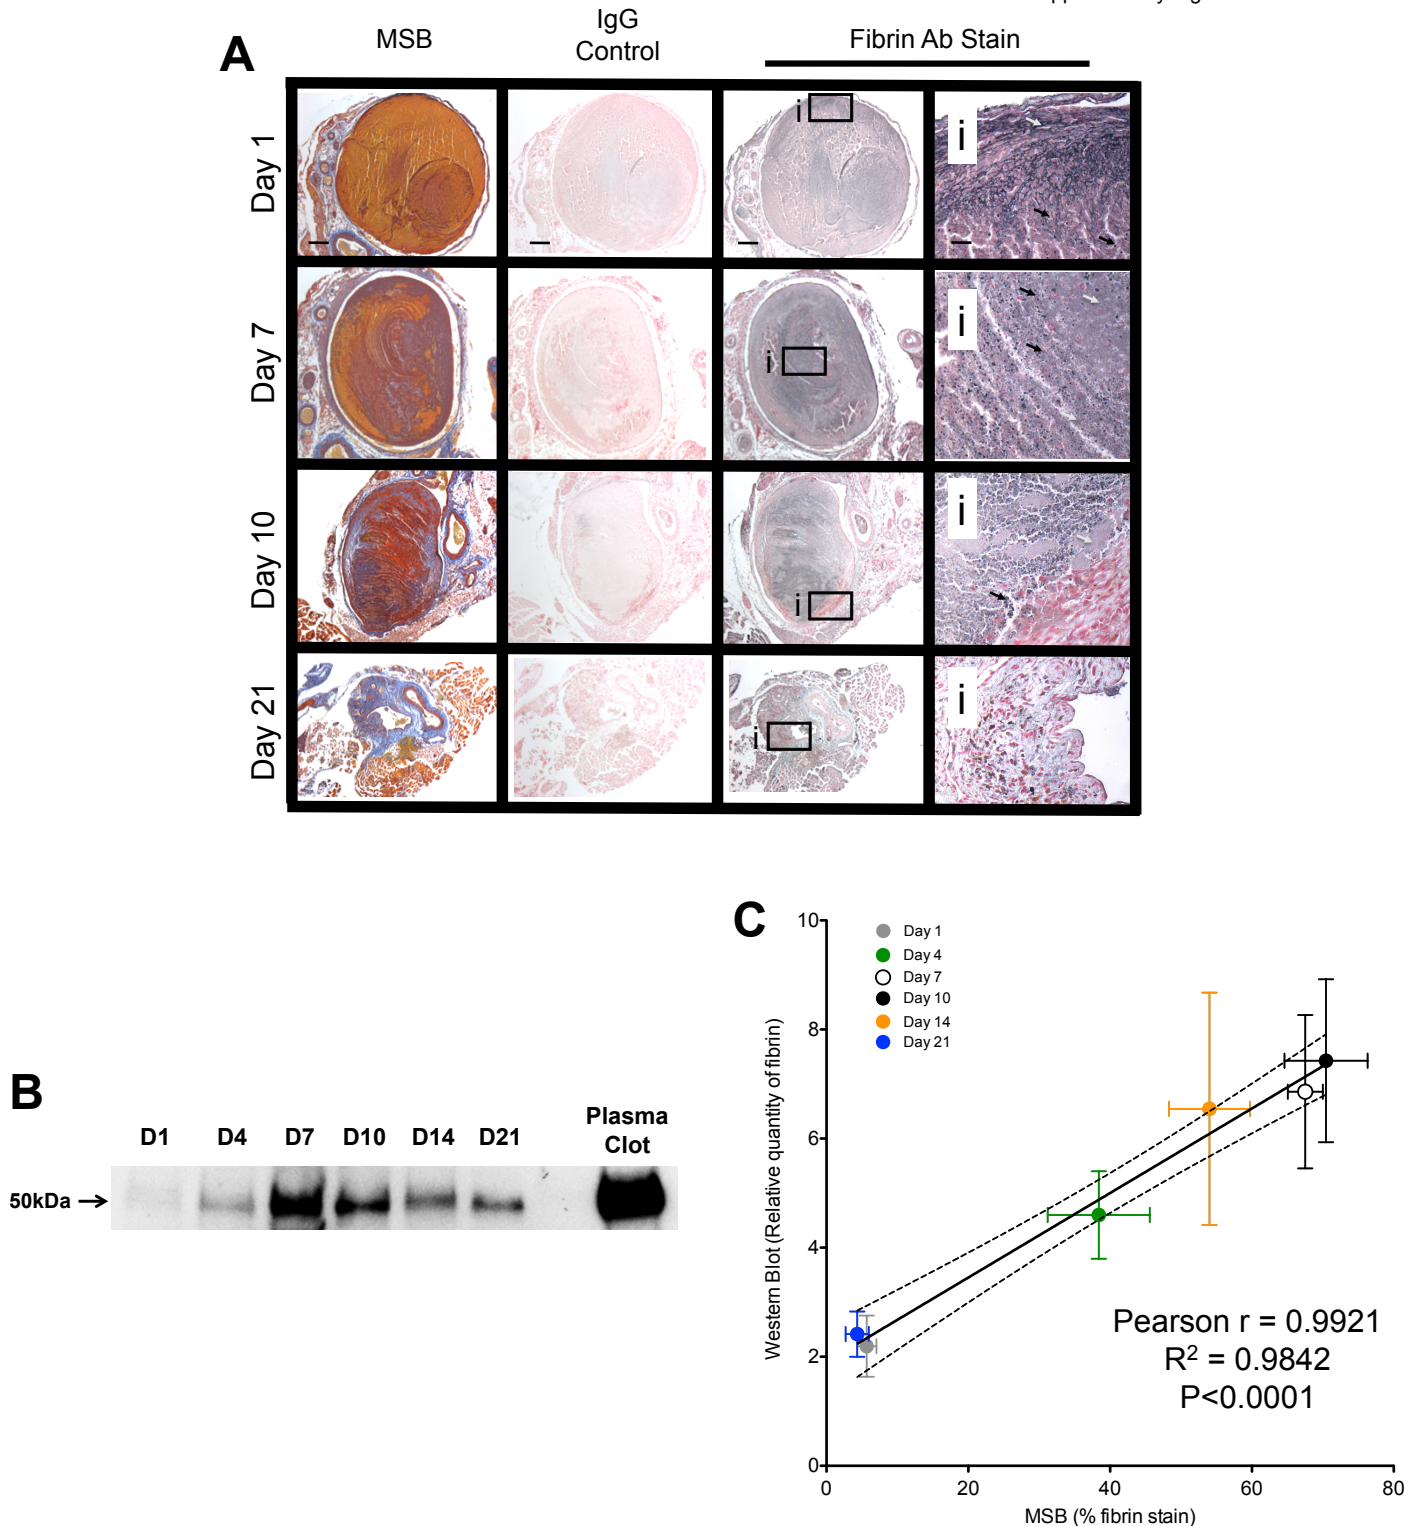 A
MSB
IgG
Control
Fibrin Ab Stain
Day 1
i
i
Day 7
i
i
Day 10
i
i
Day 21
i
i
B
D1 D4 D7 D10 D14 D21
Plasma
Clot
50kDa →
C
Western Blot (Relative quantity of fibrin)
10
8
6
4
2
0
Day 1
Day 4
Day 7
Day 10
Day 14
Day 21
Pearson r = 0.9921
R² = 0.9842
P<0.0001
0 20 40 60 80
MSB (% fibrin stain)